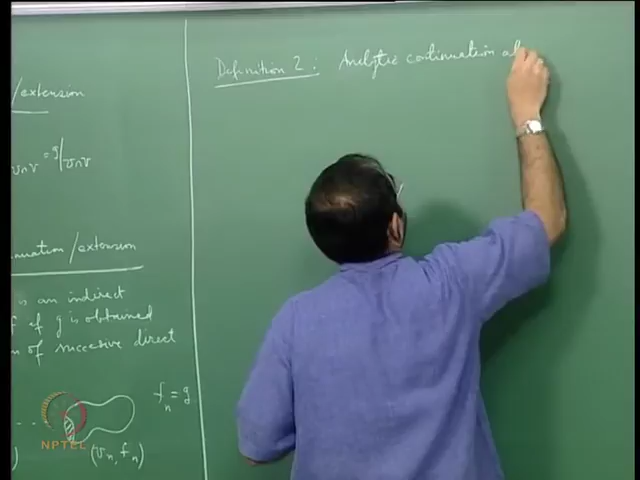 /extension
U∩V = g/U∩V
nuation /extension
is an indirect
f of g is obtained
n of successive direct
fn = g
(Vn, fn)
NPTEL
Definition 2 : Analytic continuation al